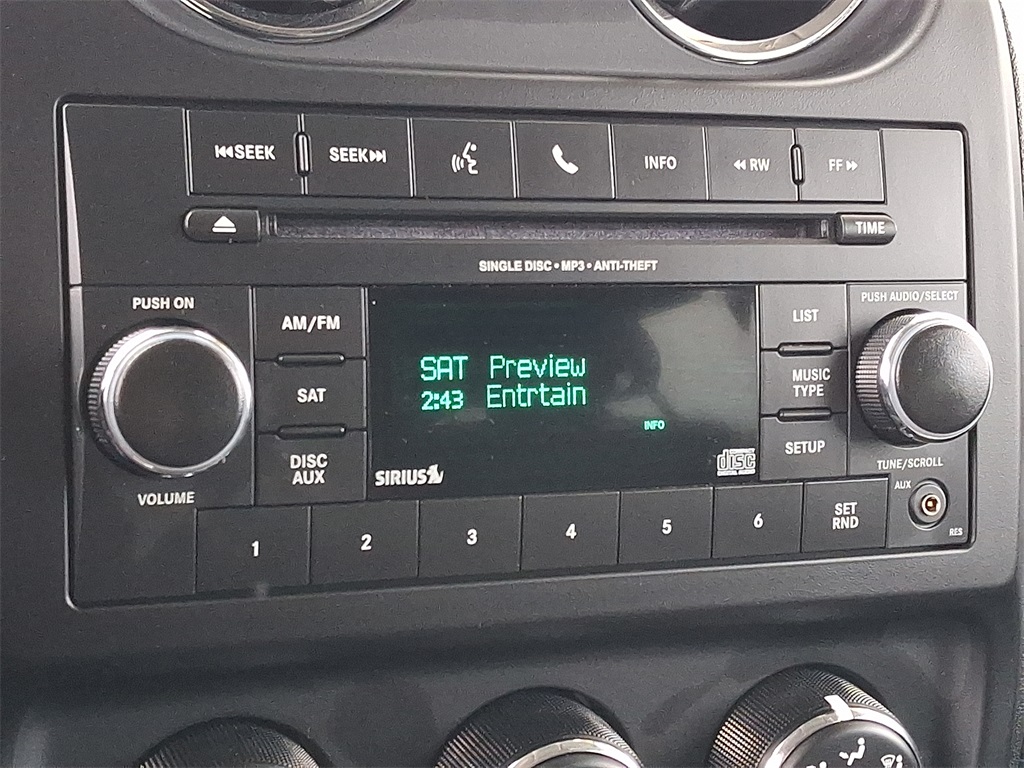 ⏮SEEK SEEK⏭ INFO ◀◀ RW FF ▶▶
TIME
SINGLE DISC • MP3 • ANTI-THEFT
PUSH ON
AM/FM
SAT
DISC
AUX
VOLUME
SAT Preview
2:43 Entrtain
INFO
SIRIUS
disc
LIST
MUSIC
TYPE
SETUP
PUSH AUDIO/SELECT
TUNE/SCROLL
AUX
RES
1 2 3 4 5 6
SET
RND